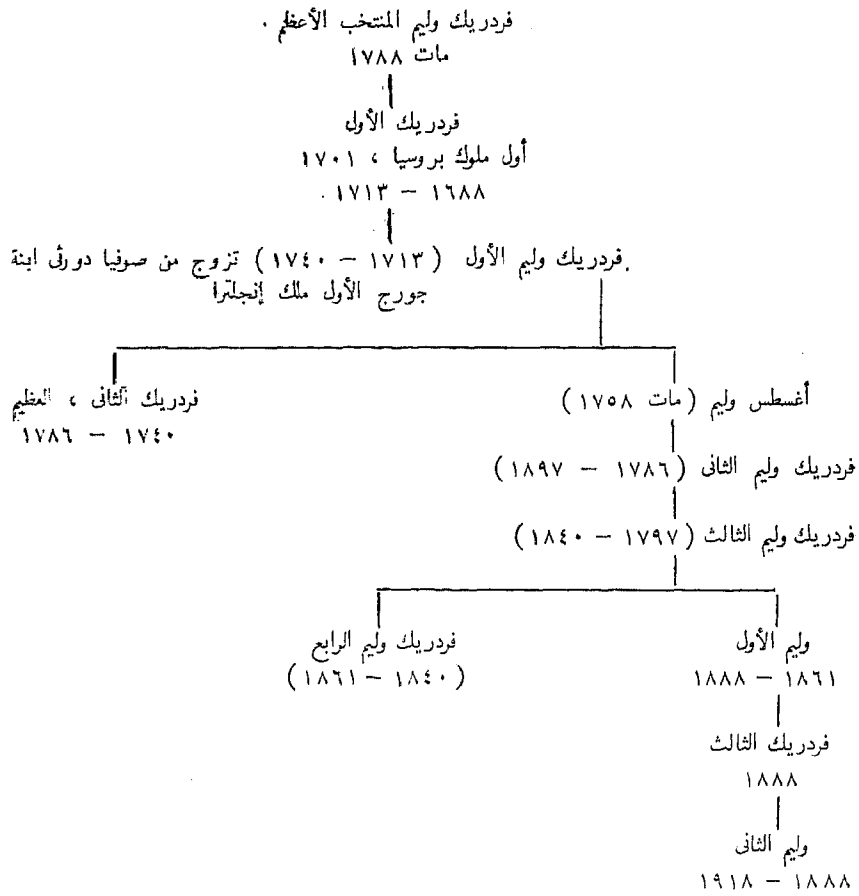 فردريك وليم المنتخب الأعظم .
مات ١٧٨٨
فردريك الأول
أول ملوك بروسيا ، ١٧٠١
١٦٨٨ – ١٧١٣ .
فردريك وليم الأول (١٧١٣ – ١٧٤٠) تزوج من صوفيا دورثى ابنة
جورج الأول ملك إنجلترا
أغسطس وليم (مات ١٧٥٨)
فردريك الثانى ، العظيم
١٧٤٠ – ١٧٨٦
فردريك وليم الثانى (١٧٨٦ – ١٨٩٧)
فردريك وليم الثالث (١٧٩٧ – ١٨٤٠)
وليم الأول
١٨٦١ – ١٨٨٨
فردريك وليم الرابع
(١٨٤٠ – ١٨٦١)
فردريك الثالث
١٨٨٨
وليم الثانى
١٨٨٨ – ١٩١٨